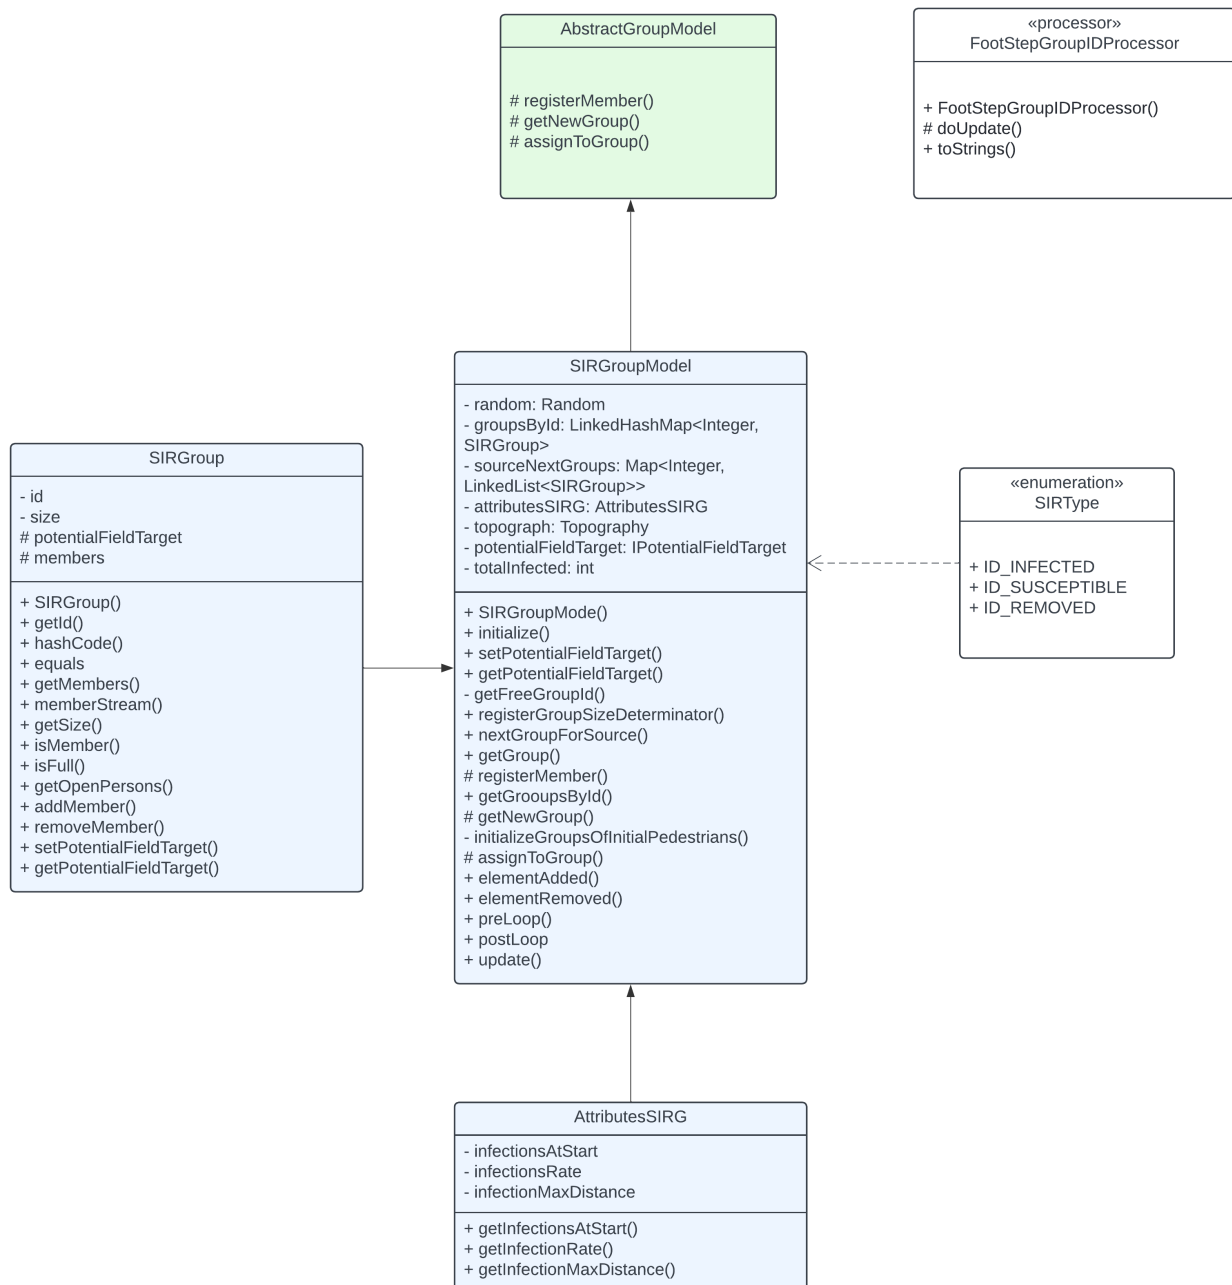 AbstractGroupModel
# registerMember()
# getNewGroup()
# assignToGroup()
«processor»
FootStepGroupIDProcessor
+ FootStepGroupIDProcessor()
# doUpdate()
+ toStrings()
SIRGroup
- id
- size
# potentialFieldTarget
# members
+ SIRGroup()
+ getId()
+ hashCode()
+ equals
+ getMembers()
+ memberStream()
+ getSize()
+ isMember()
+ isFull()
+ getOpenPersons()
+ addMember()
+ removeMember()
+ setPotentialFieldTarget()
+ getPotentialFieldTarget()
SIRGroupModel
- random: Random
- groupsById: LinkedHashMap<Integer,
SIRGroup>
- sourceNextGroups: Map<Integer,
LinkedList<SIRGroup>>
- attributesSIRG: AttributesSIRG
- topograph: Topography
- potentialFieldTarget: IPotentialFieldTarget
- totalInfected: int
+ SIRGroupMode()
+ initialize()
+ setPotentialFieldTarget()
+ getPotentialFieldTarget()
- getFreeGroupId()
+ registerGroupSizeDeterminator()
+ nextGroupForSource()
+ getGroup()
# registerMember()
+ getGrooupsById()
# getNewGroup()
- initializeGroupsOfInitialPedestrians()
# assignToGroup()
+ elementAdded()
+ elementRemoved()
+ preLoop()
+ postLoop
+ update()
«enumeration»
SIRType
+ ID_INFECTED
+ ID_SUSCEPTIBLE
+ ID_REMOVED
AttributesSIRG
- infectionsAtStart
- infectionsRate
- infectionMaxDistance
+ getInfectionsAtStart()
+ getInfectionRate()
+ getInfectionMaxDistance()